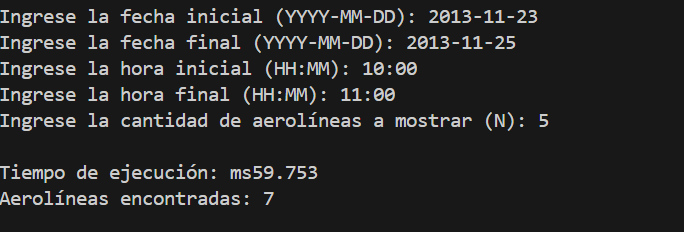 Ingrese la fecha inicial (YYYY-MM-DD): 2013-11-23
Ingrese la fecha final (YYYY-MM-DD): 2013-11-25
Ingrese la hora inicial (HH:MM): 10:00
Ingrese la hora final (HH:MM): 11:00
Ingrese la cantidad de aerolíneas a mostrar (N): 5
Tiempo de ejecución: ms59.753
Aerolíneas encontradas: 7